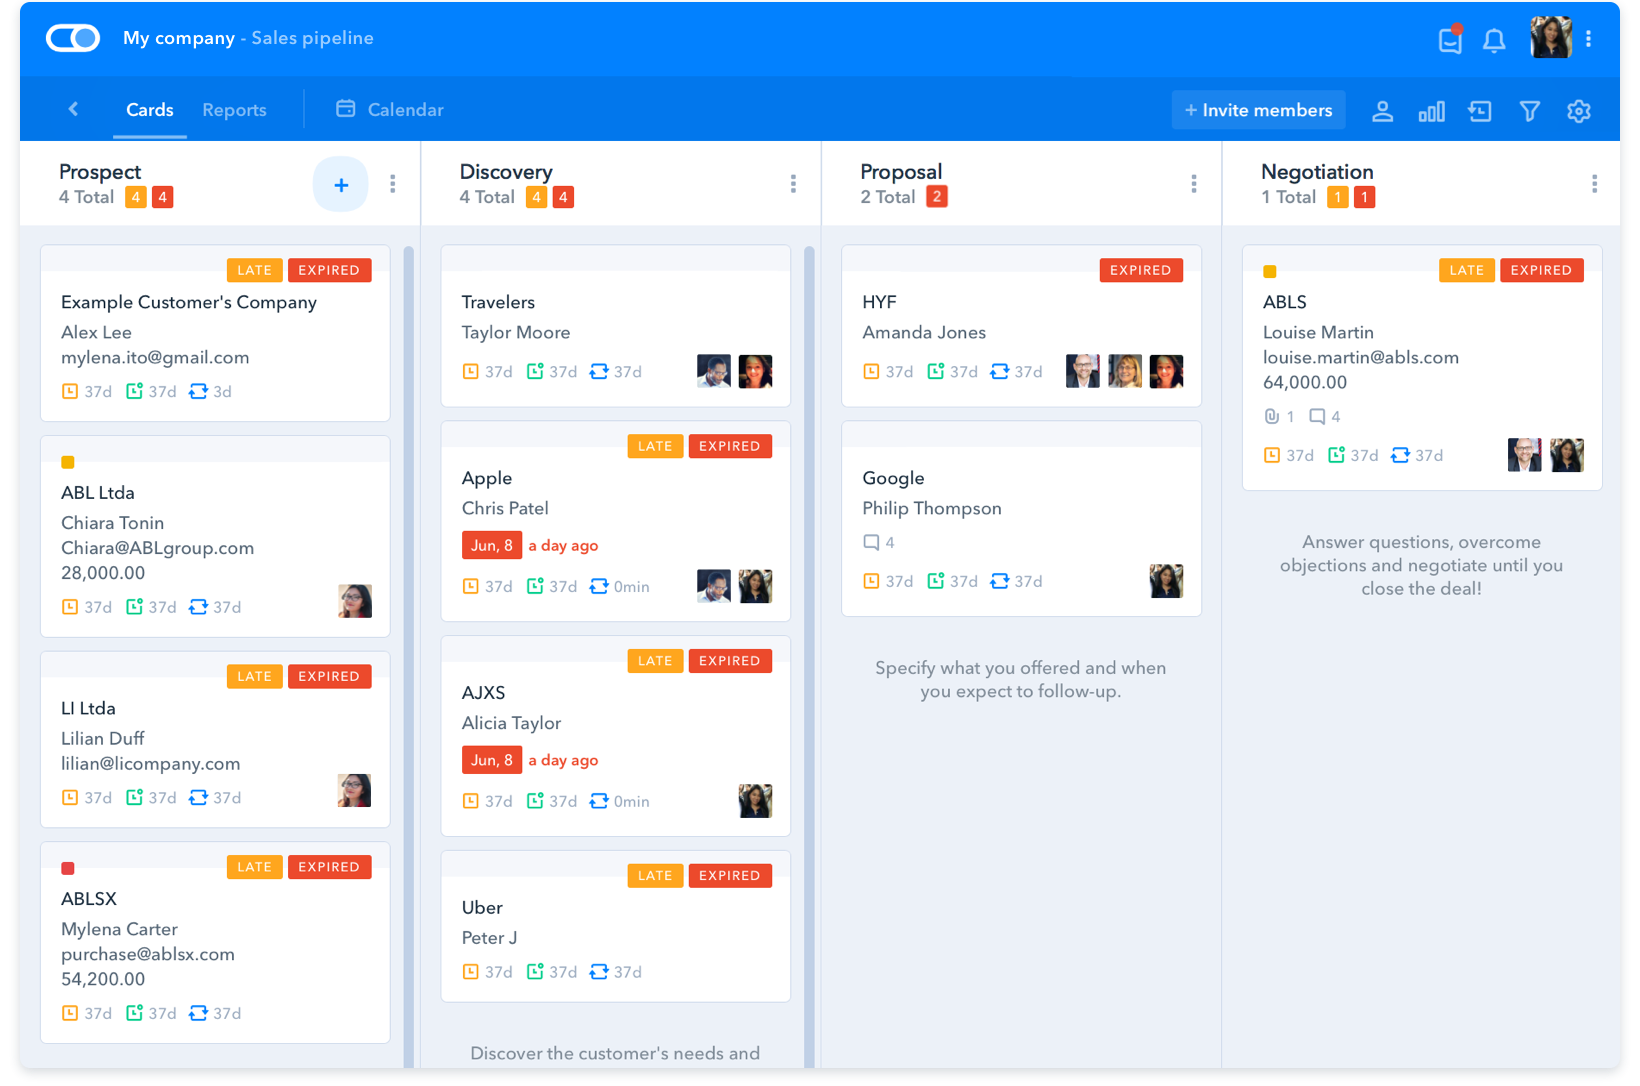 My company - Sales pipeline
Cards Reports Calendar + Invite members
Prospect
4 Total 4 4
+
LATE EXPIRED
Example Customer's Company
Alex Lee
mylena.ito@gmail.com
37d 37d 3d
ABL Ltda
Chiara Tonin
Chiara@ABLgroup.com
28,000.00
37d 37d 37d
LATE EXPIRED
LI Ltda
Lilian Duff
lilian@licompany.com
37d 37d 37d
LATE EXPIRED
ABLSX
Mylena Carter
purchase@ablsx.com
54,200.00
37d 37d 37d
Discovery
4 Total 4 4
Travelers
Taylor Moore
37d 37d 37d
LATE EXPIRED
Apple
Chris Patel
Jun, 8 a day ago
37d 37d 0min
LATE EXPIRED
AJXS
Alicia Taylor
Jun, 8 a day ago
37d 37d 0min
LATE EXPIRED
Uber
Peter J
37d 37d 37d
Discover the customer's needs and
Proposal
2 Total 2
EXPIRED
HYF
Amanda Jones
37d 37d 37d
Google
Philip Thompson
4
37d 37d 37d
Specify what you offered and when
you expect to follow-up.
Negotiation
1 Total 1 1
LATE EXPIRED
ABLS
Louise Martin
louise.martin@abls.com
64,000.00
1 4
37d 37d 37d
Answer questions, overcome
objections and negotiate until you
close the deal!